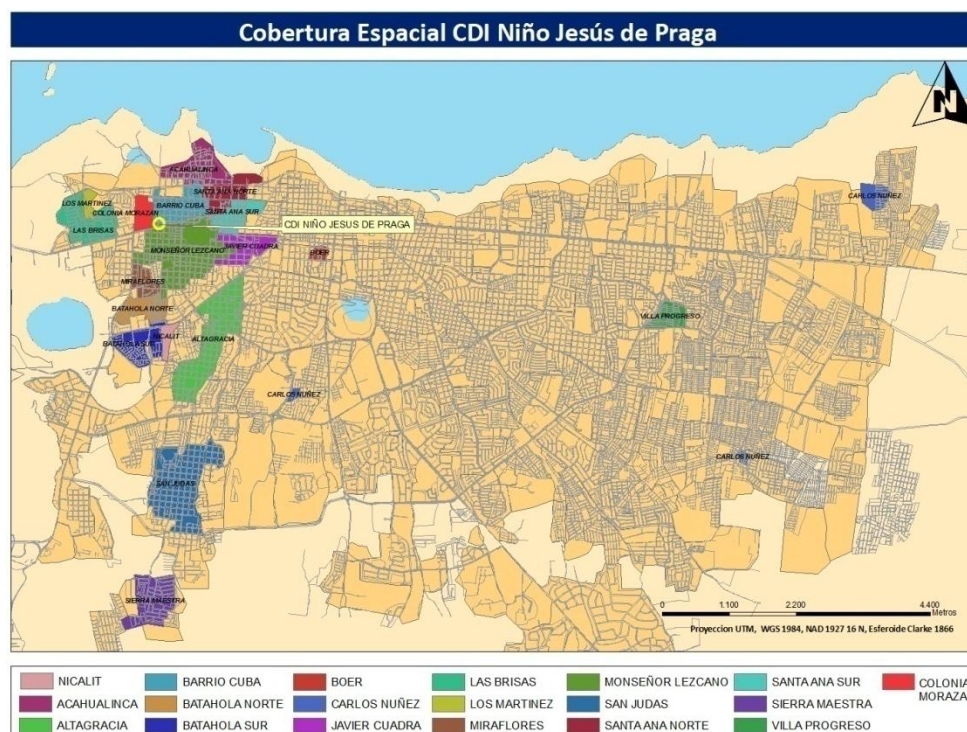 Cobertura Espacial CDI Niño Jesús de Praga
N
ACAHUALINCA
CARLOS NUÑEZ
SANTA ANA NORTE
LOS MARTINEZ
BARRIO CUBA
COLONIA MORAZAN
SANTA ANA SUR
CDI NIÑO JESUS DE PRAGA
LAS BRISAS
JAVIER CUADRA
MONSEÑOR LEZCANO
BOER
MIRAFLORES
BATAHOLA NORTE
VILLA PROGRESO
NICALIT
ALTAGRACIA
BATAHOLA SUR
CARLOS NUÑEZ
CARLOS NUÑEZ
SAN JUDAS
SIERRA MAESTRA
0 1.100 2.200 4.400
Metros
Proyeccion UTM, WGS 1984, NAD 1927 16 N, Esferoide Clarke 1866
NICALIT BARRIO CUBA BOER LAS BRISAS MONSEÑOR LEZCANO SANTA ANA SUR COLONIA
ACAHUALINCA BATAHOLA NORTE CARLOS NUÑEZ LOS MARTINEZ SAN JUDAS SIERRA MAESTRA MORAZA
ALTAGRACIA BATAHOLA SUR JAVIER CUADRA MIRAFLORES SANTA ANA NORTE VILLA PROGRESO